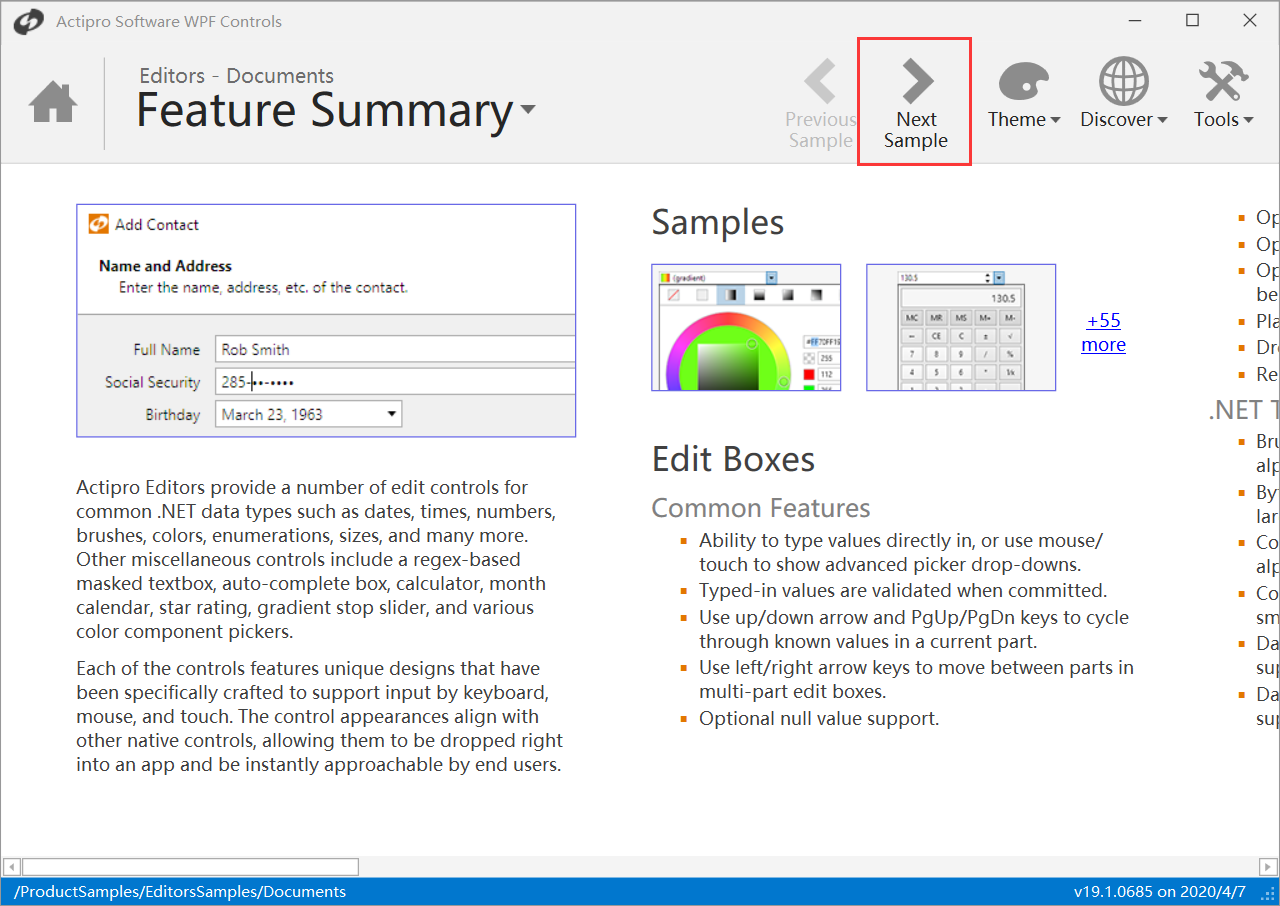 Actipro Software WPF Controls
Editors - Documents
Feature Summary
Previous
Sample
Next
Sample
Theme
Discover
Tools
Add Contact
Name and Address
Enter the name, address, etc. of the contact.
Full Name Rob Smith
Social Security 285-••-••••
Birthday March 23, 1963
Actipro Editors provide a number of edit controls for
common .NET data types such as dates, times, numbers,
brushes, colors, enumerations, sizes, and many more.
Other miscellaneous controls include a regex-based
masked textbox, auto-complete box, calculator, month
calendar, star rating, gradient stop slider, and various
color component pickers.
Each of the controls features unique designs that have
been specifically crafted to support input by keyboard,
mouse, and touch. The control appearances align with
other native controls, allowing them to be dropped right
into an app and be instantly approachable by end users.
Samples
(gradient)
255
112
130.5
130.5
MC MR MS M+ M-
← CE C ± √
7 8 9 / %
4 5 6 * 1/x
+55
more
Edit Boxes
Common Features
Ability to type values directly in, or use mouse/
touch to show advanced picker drop-downs.
Typed-in values are validated when committed.
Use up/down arrow and PgUp/PgDn keys to cycle
through known values in a current part.
Use left/right arrow keys to move between parts in
multi-part edit boxes.
Optional null value support.
Op
Op
Op
be
Pla
Dro
Re
.NET T
Bru
alp
Byt
lar
Co
alp
Co
sm
Da
sup
Da
sup
/ProductSamples/EditorsSamples/Documents
v19.1.0685 on 2020/4/7